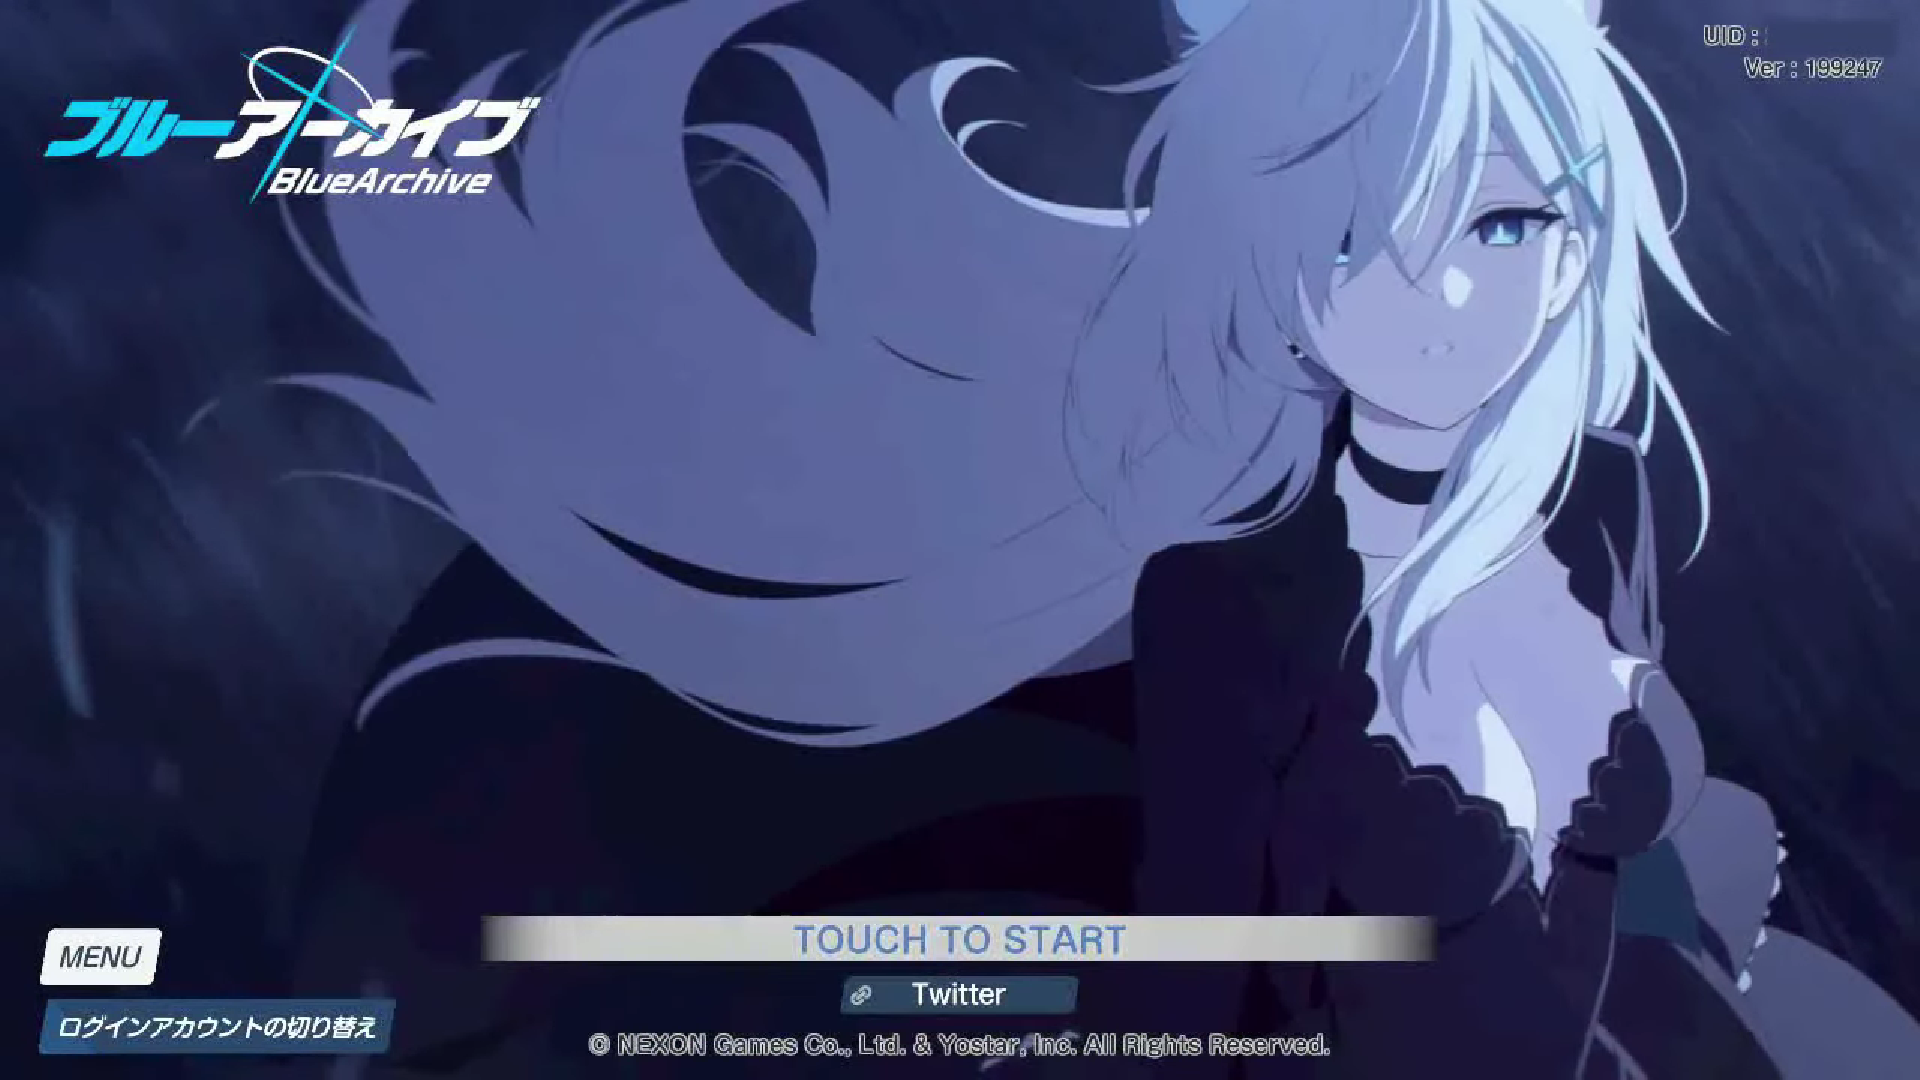 UID :
Ver : 199247
ブルーアーカイブ
BlueArchive
TOUCH TO START
MENU
Twitter
ログインアカウントの切り替え
© NEXON Games Co., Ltd. & Yostar, Inc. All Rights Reserved.